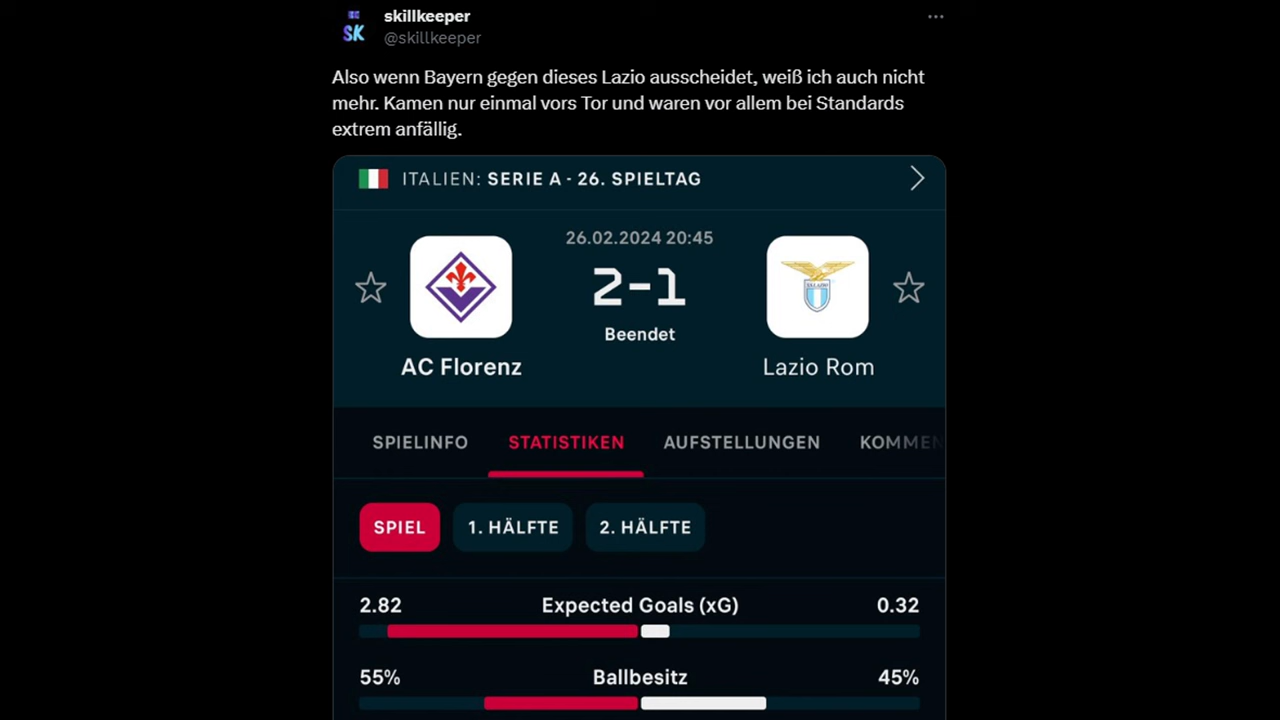 skillkeeper
SK
@skillkeeper
Also wenn Bayern gegen dieses Lazio ausscheidet, weiß ich auch nicht
mehr. Kamen nur einmal vors Tor und waren vor allem bei Standards
extrem anfällig.
ITALIEN: SERIE A - 26. SPIELTAG
26.02.2024 20:45
2-1
Beendet
AC Florenz
Lazio Rom
SPIELINFO STATISTIKEN AUFSTELLUNGEN KOMMEN
SPIEL 1. HÄLFTE 2. HÄLFTE
2.82 Expected Goals (xG) 0.32
55% Ballbesitz 45%